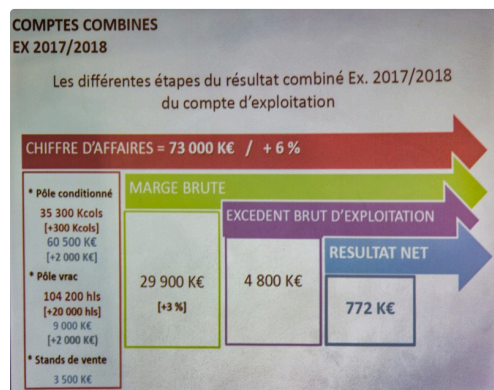 COMPTES COMBINES
EX 2017/2018
Les différentes étapes du résultat combiné Ex. 2017/2018
du compte d'exploitation
CHIFFRE D'AFFAIRES = 73 000 K€ / + 6 %
MARGE BRUTE
EXCEDENT BRUT D'EXPLOITATION
RESULTAT NET
* Pôle conditionné
35 300 Kcols
[+300 Kcols]
60 500 K€
[+2 000 K€]
* Pôle vrac
104 200 hls
[+20 000 hls]
9 000 K€
[+2 000 K€)
* Stands de vente
3 500 K€
29 900 K€
[+3 %]
4 800 K€
772 K€